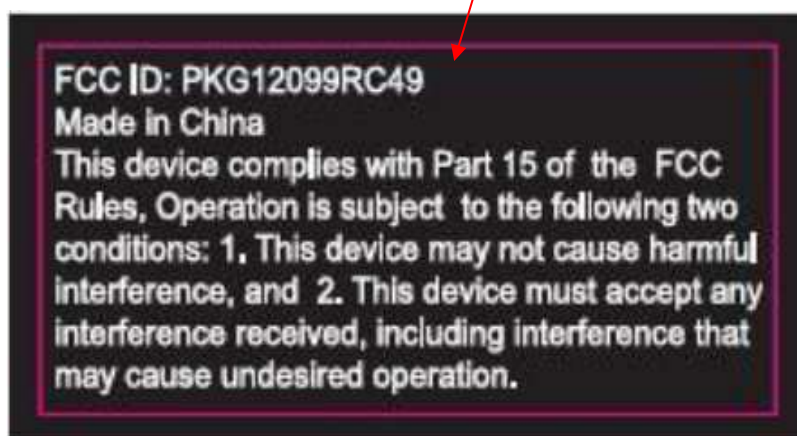 FCC ID: PKG12099RC49
Made in China
This device complies with Part 15 of the FCC
Rules, Operation is subject to the following two
conditions: 1. This device may not cause harmful
interference, and 2. This device must accept any
interference received, including interference that
may cause undesired operation.